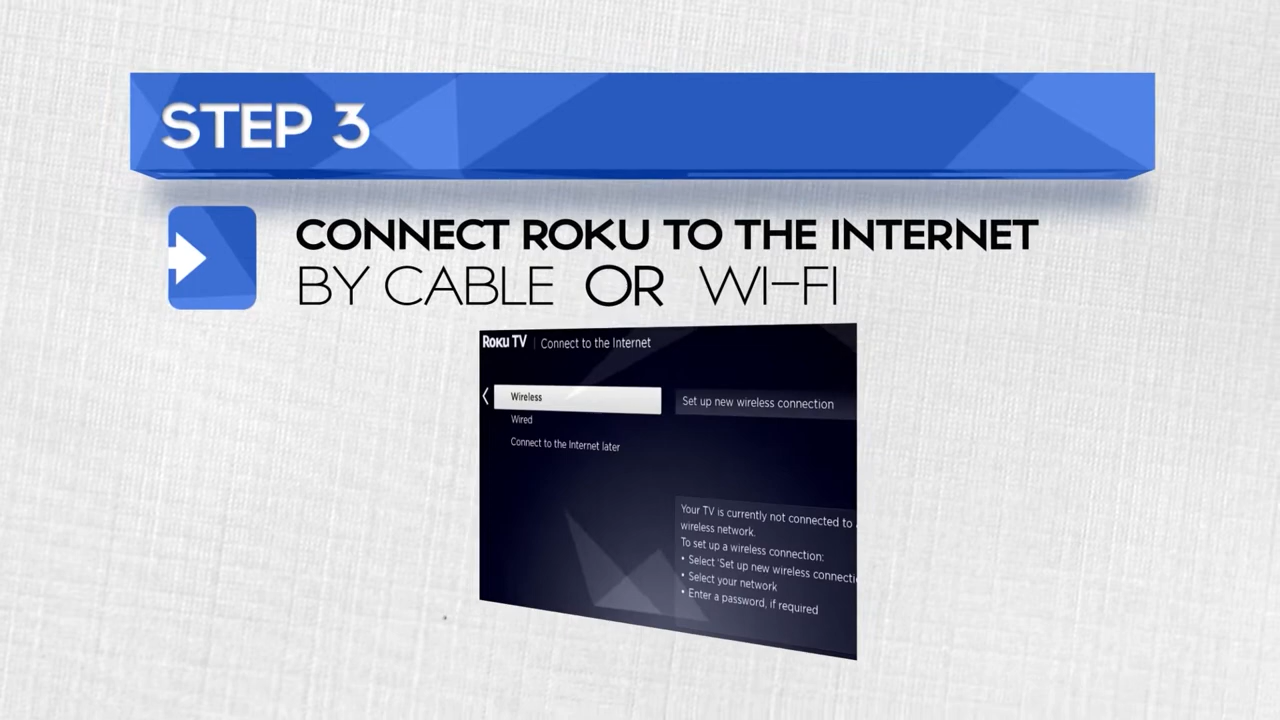 STEP 3
CONNECT ROKU TO THE INTERNET
BY CABLE OR WI-FI
Roku TV | Connect to the Internet
Wireless
Set up new wireless connection
Wired
Connect to the Internet later
Your TV is currently not connected to
wireless network.
To set up a wireless connection:
• Select 'Set up new wireless
• Select your network
• Enter a password, if required